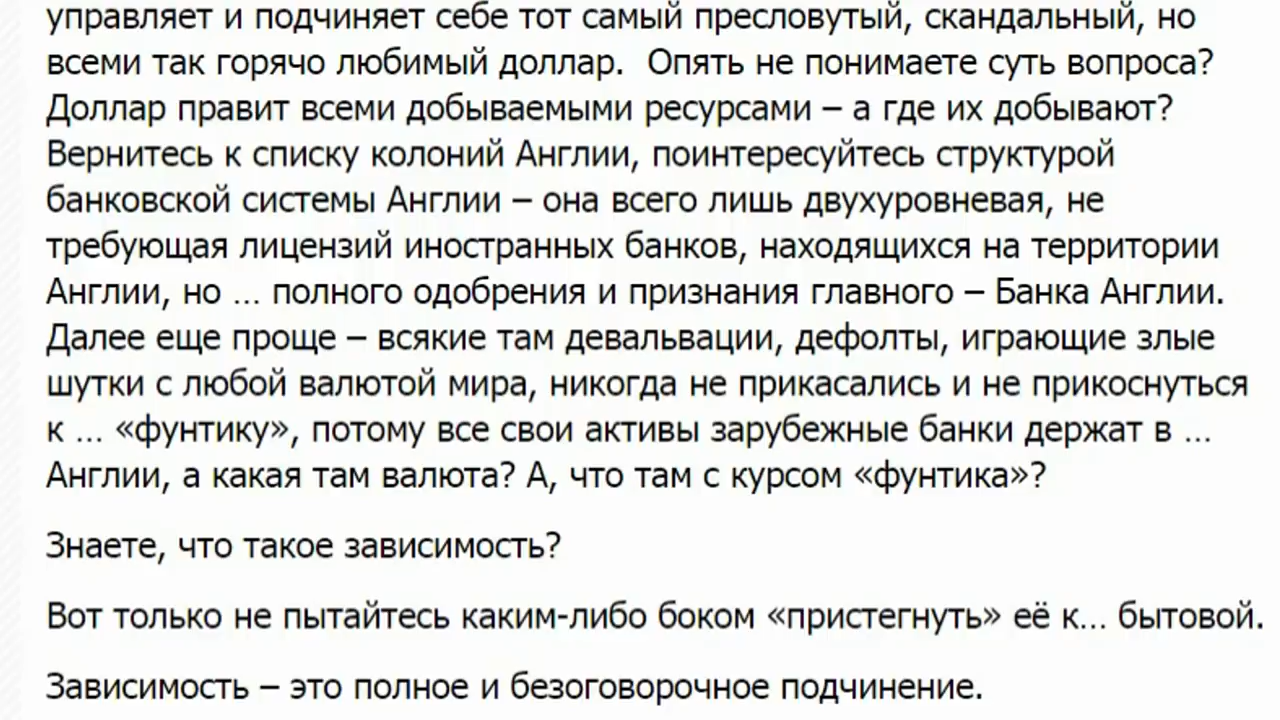 управляет и подчиняет себе тот самый пресловутый, скандальный, но
всеми так горячо любимый доллар.  Опять не понимаете суть вопроса?
Доллар правит всеми добываемыми ресурсами – а где их добывают?
Вернитесь к списку колоний Англии, поинтересуйтесь структурой
банковской системы Англии – она всего лишь двухуровневая, не
требующая лицензий иностранных банков, находящихся на территории
Англии, но … полного одобрения и признания главного – Банка Англии.
Далее еще проще – всякие там девальвации, дефолты, играющие злые
шутки с любой валютой мира, никогда не прикасались и не прикоснуться
к … «фунтику», потому все свои активы зарубежные банки держат в …
Англии, а какая там валюта? А, что там с курсом «фунтика»?
Знаете, что такое зависимость?
Вот только не пытайтесь каким-либо боком «пристегнуть» её к… бытовой.
Зависимость – это полное и безоговорочное подчинение.